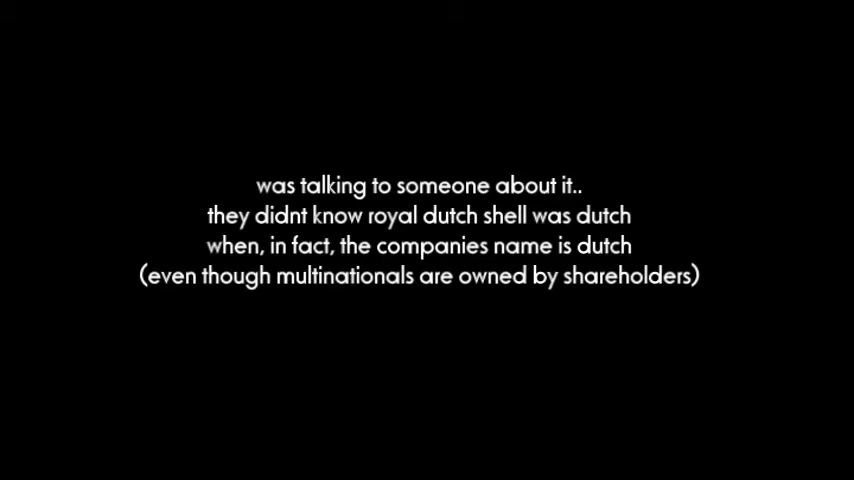 was talking to someone about it..
they didnt know royal dutch shell was dutch
when, in fact, the companies name is dutch
(even though multinationals are owned by shareholders)